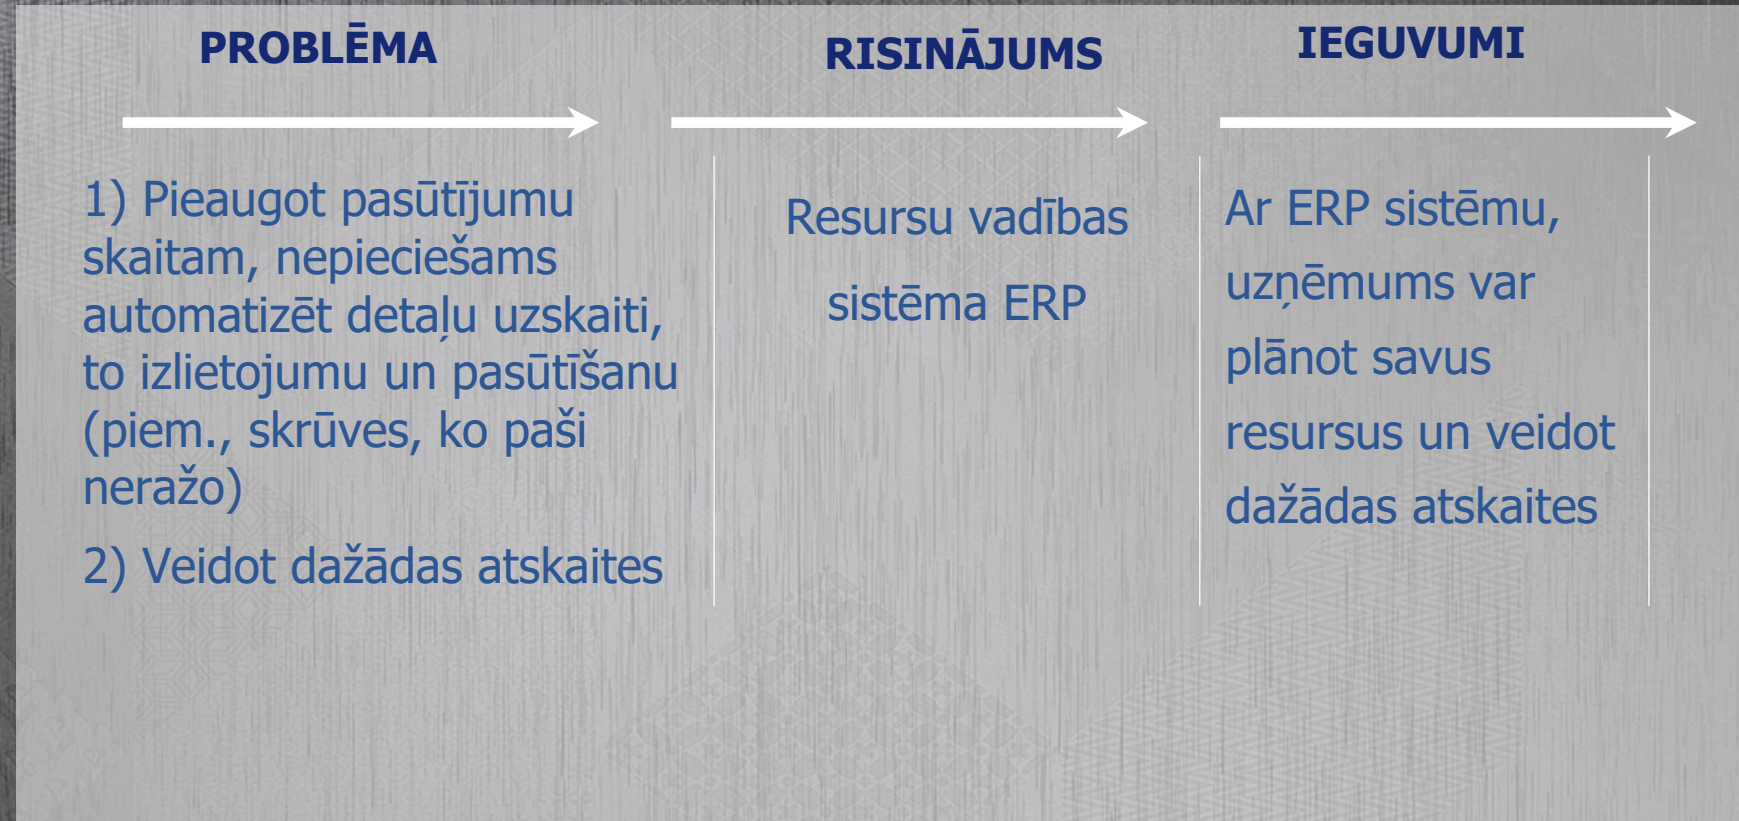 PROBLĒMA
1) Pieaugot pasūtījumu
skaitam, nepieciešams
automatizēt detaļu uzskaiti,
to izlietojumu un pasūtīšanu
(piem., skrūves, ko paši
neražo)
2) Veidot dažādas atskaites
RISINĀJUMS
Resursu vadības
sistēma ERP
IEGUVUMI
Ar ERP sistēmu,
uzņēmums var
plānot savus
resursus un veidot
dažādas atskaites